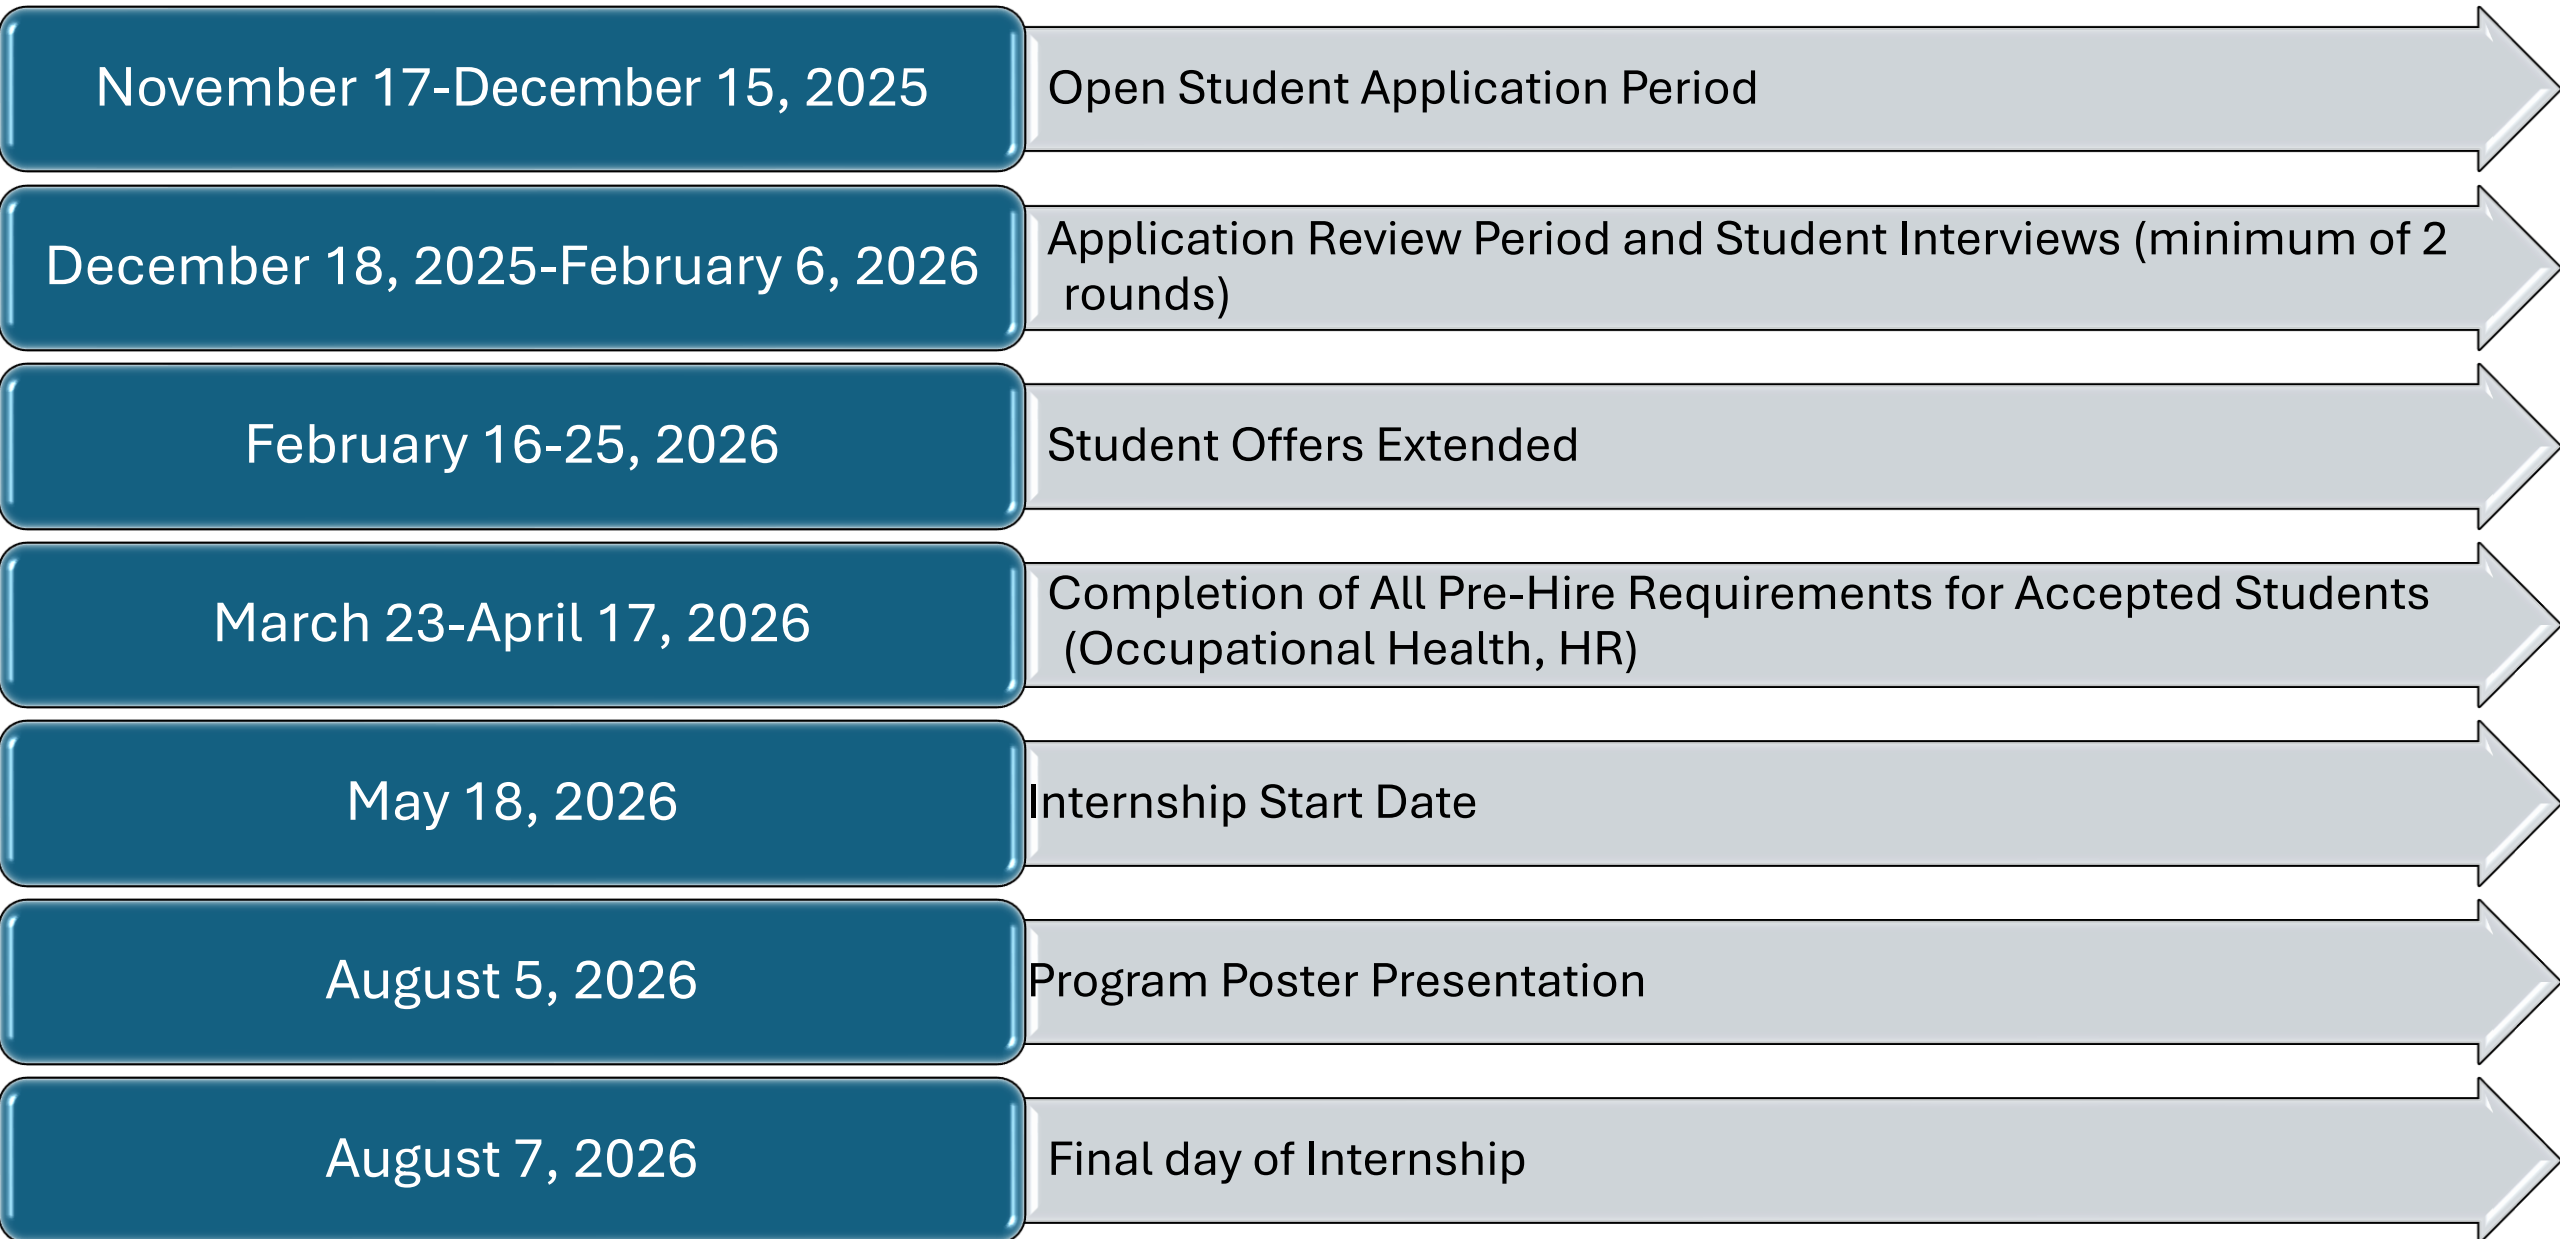 November 17-December 15, 2025
Open Student Application Period
December 18, 2025-February 6, 2026
Application Review Period and Student Interviews (minimum of 2
rounds)
February 16-25, 2026
Student Offers Extended
March 23-April 17, 2026
Completion of All Pre-Hire Requirements for Accepted Students
(Occupational Health, HR)
May 18, 2026
Internship Start Date
August 5, 2026
Program Poster Presentation
August 7, 2026
Final day of Internship